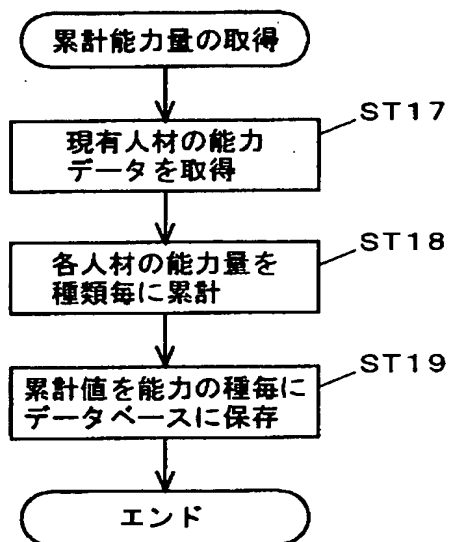 累計能力量の取得
ST17
現有人材の能力
データを取得
ST18
各人材の能力量を
種類毎に累計
ST19
累計値を能力の種毎に
データベースに保存
エンド